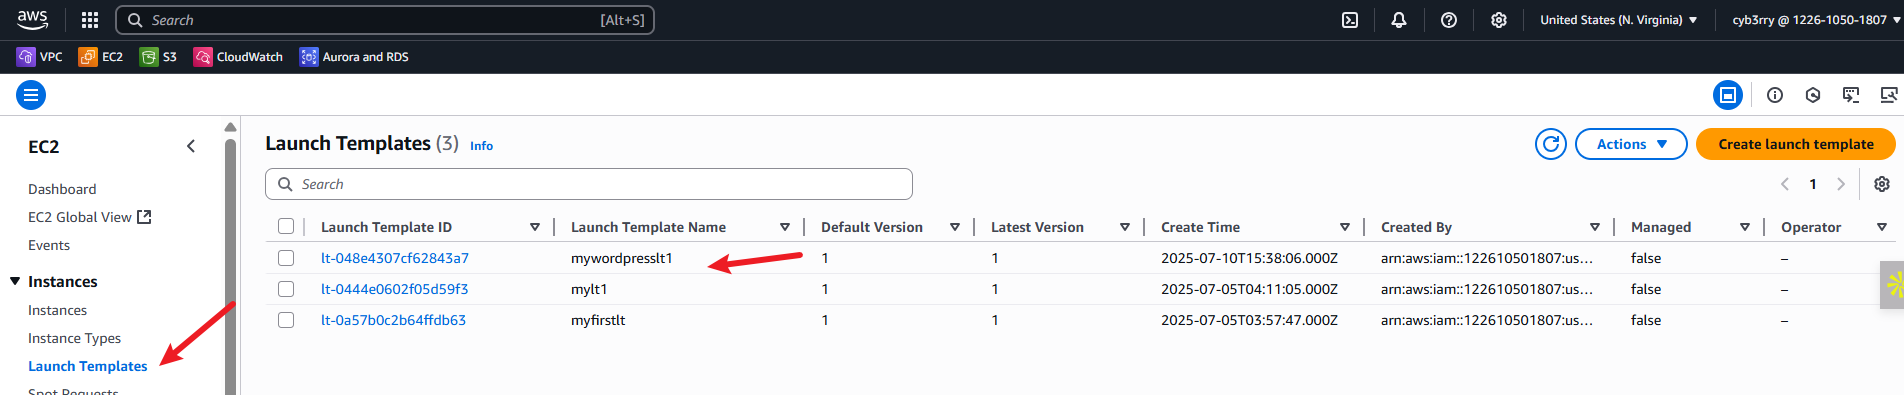 aws Search [Alt+S] United States (N. Virginia) cyb3rry @ 1226-1050-1807
VPC EC2 S3 CloudWatch Aurora and RDS
EC2
Dashboard
EC2 Global View
Events
Instances
Instances
Instance Types
Launch Templates
Spot Requests
Launch Templates (3) Info
Actions
Create launch template
Search
1
Launch Template ID Launch Template Name Default Version Latest Version Create Time Created By Managed Operator
lt-048e4307cf62843a7 mywordpresslt1 1 1 2025-07-10T15:38:06.000Z arn:aws:iam::122610501807:us... false –
lt-0444e0602f05d59f3 mylt1 1 1 2025-07-05T04:11:05.000Z arn:aws:iam::122610501807:us... false –
lt-0a57b0c2b64ffdb63 myfirstlt 1 1 2025-07-05T03:57:47.000Z arn:aws:iam::122610501807:us... false –